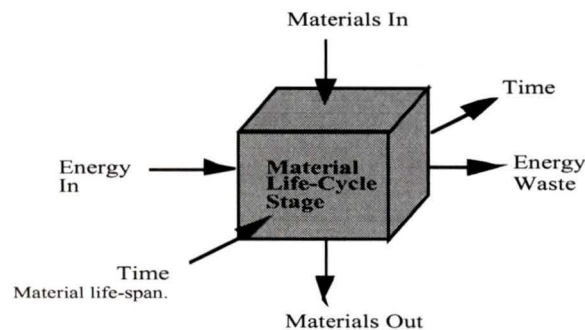 Materials In
Time
Energy
In
Material
Life-Cycle
Stage
Energy
Waste
Time
Material life-span.
Materials Out